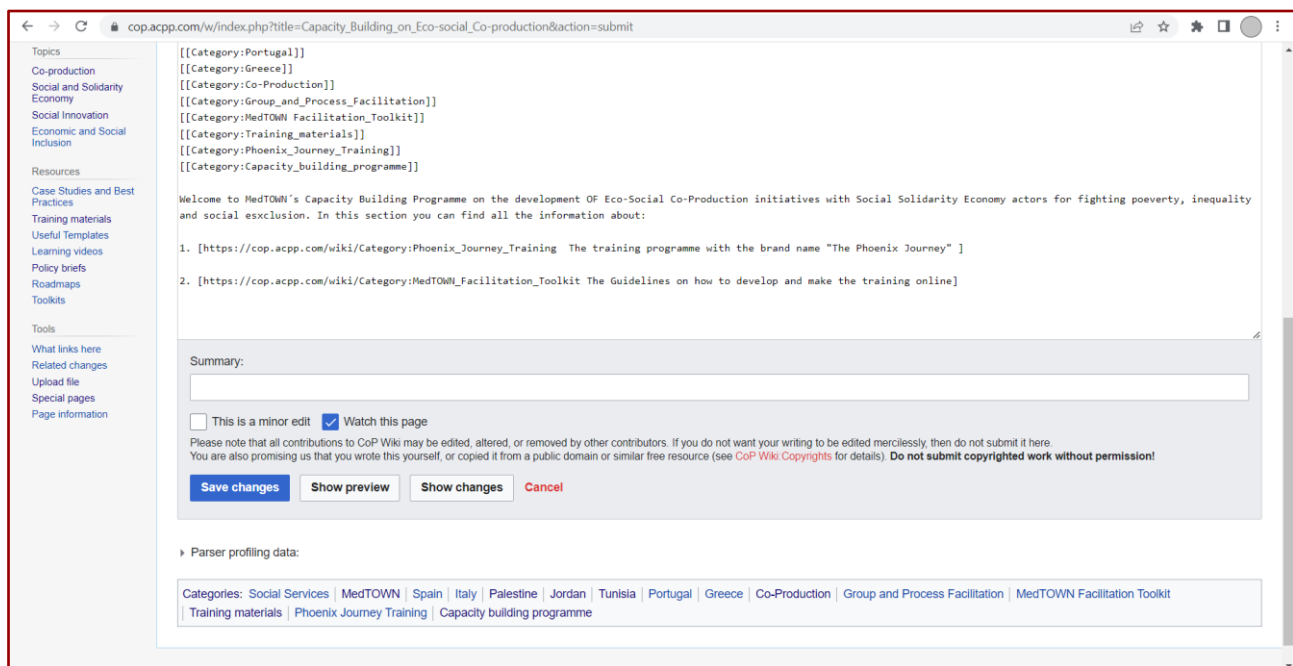 cop.acpp.com/w/index.php?title=Capacity_Building_on_Eco-social_Co-production&action=submit
Topics
Co-production
Social and Solidarity
Economy
Social Innovation
Economic and Social
Inclusion
Resources
Case Studies and Best
Practices
Training materials
Useful Templates
Learning videos
Policy briefs
Roadmaps
Toolkits
Tools
What links here
Related changes
Upload file
Special pages
Page information
[[Category:Portugal]]
[[Category:Greece]]
[[Category:Co-Production]]
[[Category:Group_and_Process_Facilitation]]
[[Category:MedTOWN Facilitation_Toolkit]]
[[Category:Training_materials]]
[[Category:Phoenix_Journey_Training]]
[[Category:Capacity_building_programme]]
Welcome to MedTOWN´s Capacity Building Programme on the development OF Eco-Social Co-Production initiatives with Social Solidarity Economy actors for fighting poeverty, inequality
and social esxclusion. In this section you can find all the information about:
1. [https://cop.acpp.com/wiki/Category:Phoenix_Journey_Training  The training programme with the brand name "The Phoenix Journey" ]
2. [https://cop.acpp.com/wiki/Category:MedTOWN_Facilitation_Toolkit The Guidelines on how to develop and make the training online]
Summary:
This is a minor edit Watch this page
Please note that all contributions to CoP Wiki may be edited, altered, or removed by other contributors. If you do not want your writing to be edited mercilessly, then do not submit it here.
You are also promising us that you wrote this yourself, or copied it from a public domain or similar free resource (see CoP Wiki:Copyrights for details). Do not submit copyrighted work without permission!
Save changes Show preview Show changes Cancel
Parser profiling data:
Categories: Social Services | MedTOWN | Spain | Italy | Palestine | Jordan | Tunisia | Portugal | Greece | Co-Production | Group and Process Facilitation | MedTOWN Facilitation Toolkit
| Training materials | Phoenix Journey Training | Capacity building programme